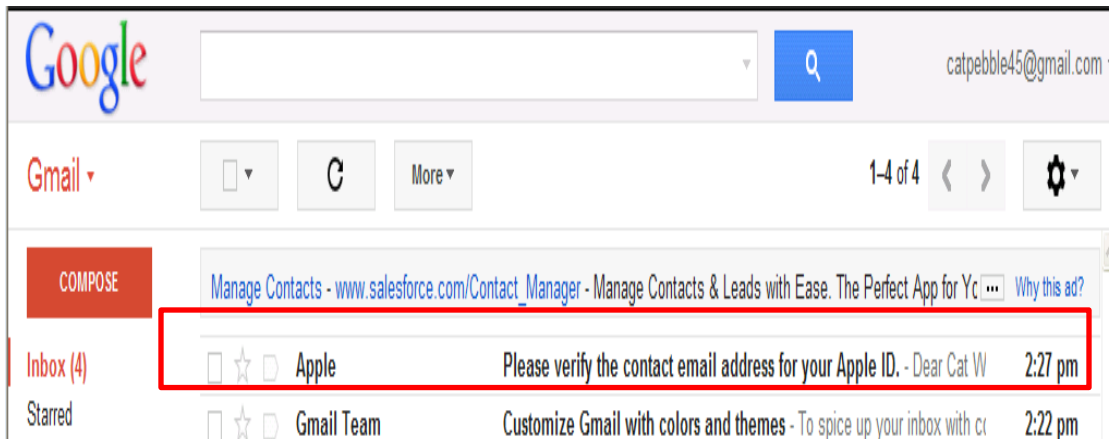 Google
catpebble45@gmail.com
Gmail
More
1–4 of 4
COMPOSE
Manage Contacts - www.salesforce.com/Contact_Manager - Manage Contacts & Leads with Ease. The Perfect App for Yc ... Why this ad?
Inbox (4)
Apple Please verify the contact email address for your Apple ID. - Dear Cat W 2:27 pm
Starred
Gmail Team Customize Gmail with colors and themes - To spice up your inbox with cc 2:22 pm